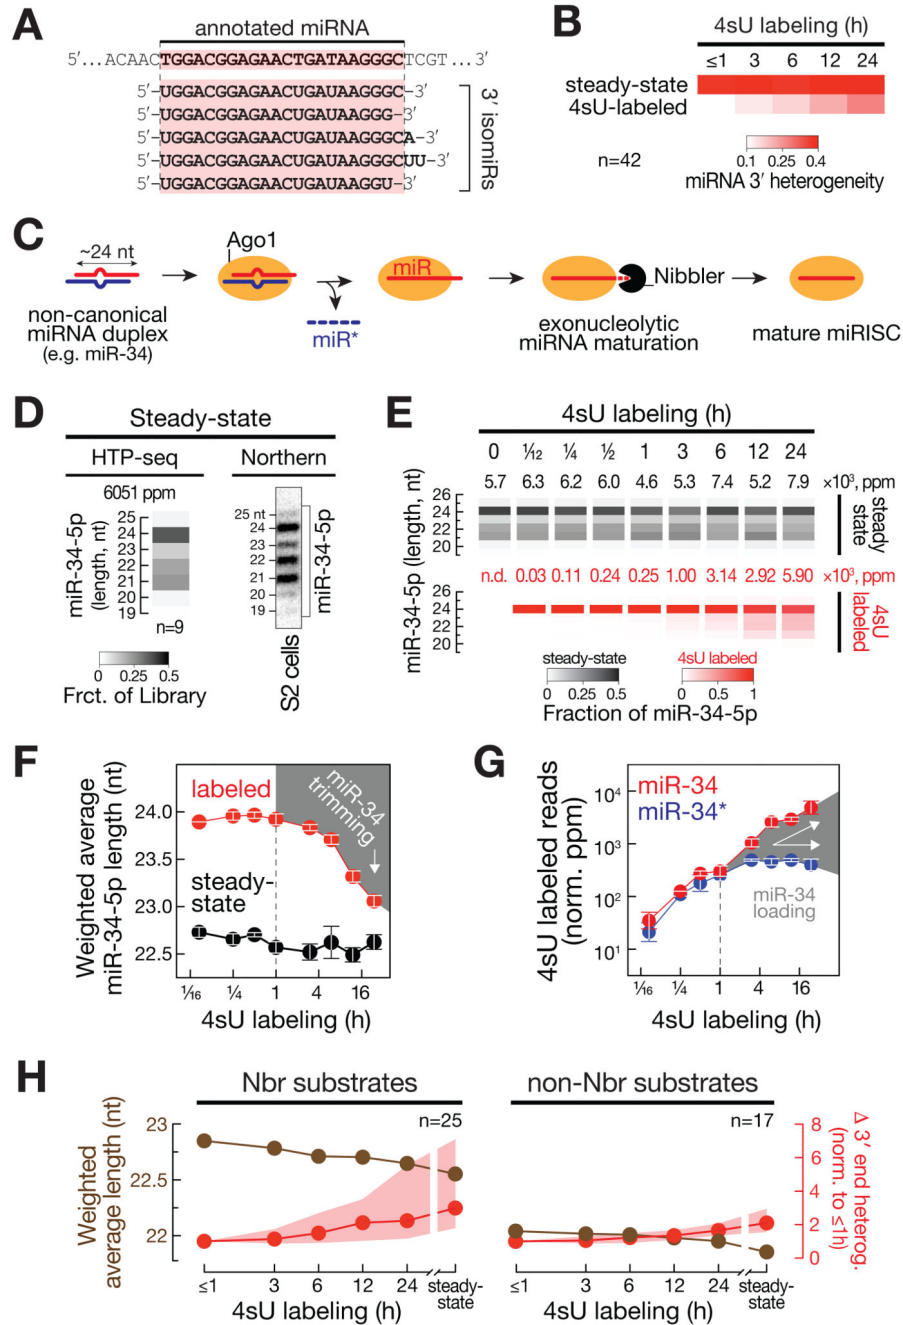 A
annotated miRNA
5′...ACAACTGGACGGAGAACTGATAAGGGCTCGT...3′
5′-UGGACGGAGAACUGAUAAGGGC-3′
5′-UGGACGGAGAACUGAUAAGGG-3′
5′-UGGACGGAGAACUGAUAAGGGCA-3′
5′-UGGACGGAGAACUGAUAAGGGCUU-3′
5′-UGGACGGAGAACUGAUAAGGU-3′
3′ isomiRs
B
4sU labeling (h)
≤1 3 6 12 24
steady-state
4sU-labeled
n=42
0.1 0.25 0.4
miRNA 3′ heterogeneity
C
~24 nt
non-canonical
miRNA duplex
(e.g. miR-34)
Ago1
miR*
miR
Nibbler
exonucleolytic
miRNA maturation
mature miRISC
D
Steady-state
HTP-seq
Northern
6051 ppm
miR-34-5p
(length, nt)
25
24
23
22
21
20
19
n=9
0 0.25 0.5
Frct. of Library
25 nt
24
23
22
21
20
19
miR-34-5p
S2 cells
E
4sU labeling (h)
0 ¹⁄₁₂ ¼ ½ 1 3 6 12 24
5.7 6.3 6.2 6.0 4.6 5.3 7.4 5.2 7.9 ×10³, ppm
miR-34-5p (length, nt)
26
24
22
20
steady
state
n.d. 0.03 0.11 0.24 0.25 1.00 3.14 2.92 5.90 ×10³, ppm
26
24
22
20
4sU
labeled
steady-state
0 0.25 0.5
4sU labeled
0 0.5 1
Fraction of miR-34-5p
F
Weighted average
miR-34-5p length (nt)
24.0
23.5
23.0
22.5
labeled
miR-34
trimming
steady-
state
¹⁄₁₆ ¼ 1 4 16
4sU labeling (h)
G
4sU labeled reads
(norm. ppm)
10⁴
10³
10²
10¹
miR-34
miR-34*
miR-34
loading
¹⁄₁₆ ¼ 1 4 16
4sU labeling (h)
H
Nbr substrates
n=25
Weighted
average length (nt)
23
22.5
22
≤1 3 6 12 24 steady-
state
4sU labeling (h)
non-Nbr substrates
n=17
≤1 3 6 12 24 steady-
state
4sU labeling (h)
8
6
4
2
0
Δ 3′ end heterog.
(norm. to ≤1h)